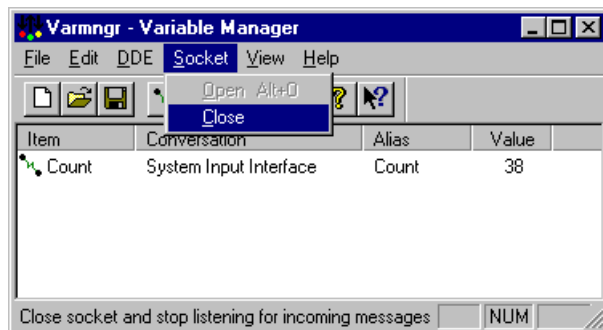 Varmngr - Variable Manager
File Edit DDE Socket View Help
Open Alt+O
Close
Item Conversation Alias Value
Count System Input Interface Count 38
Close socket and stop listening for incoming messages NUM